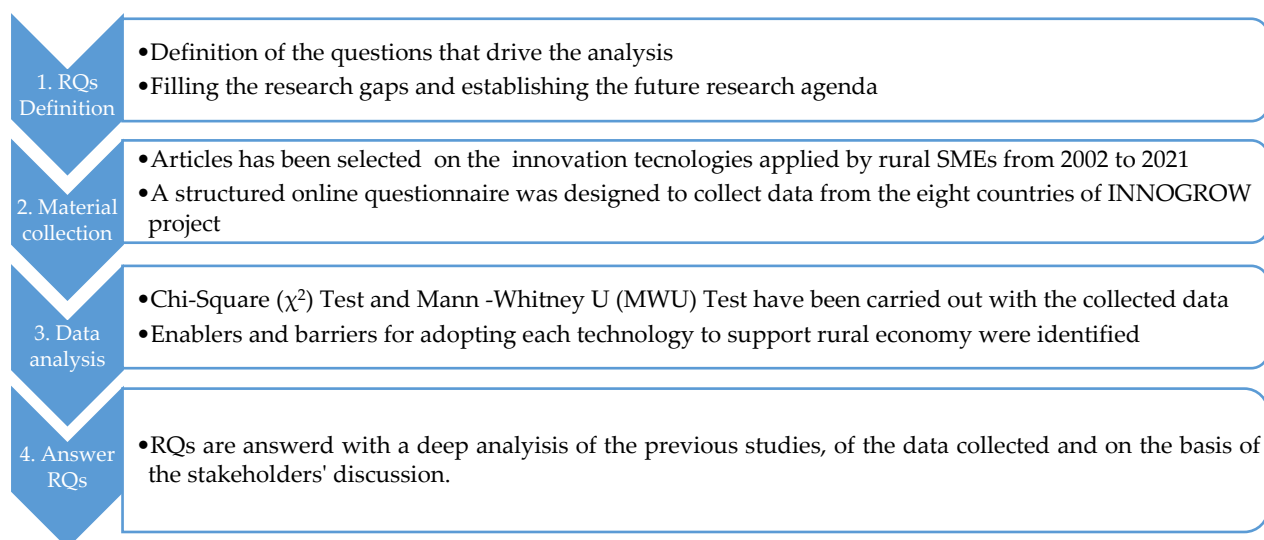 1. RQs
Definition
•Definition of the questions that drive the analysis
•Filling the research gaps and establishing the future research agenda
2. Material
collection
•Articles has been selected on the innovation tecnologies applied by rural SMEs from 2002 to 2021
•A structured online questionnaire was designed to collect data from the eight countries of INNOGROW
project
3. Data
analysis
•Chi-Square (χ²) Test and Mann -Whitney U (MWU) Test have been carried out with the collected data
•Enablers and barriers for adopting each technology to support rural economy were identified
4. Answer
RQs
•RQs are answerd with a deep analyisis of the previous studies, of the data collected and on the basis of
the stakeholders' discussion.